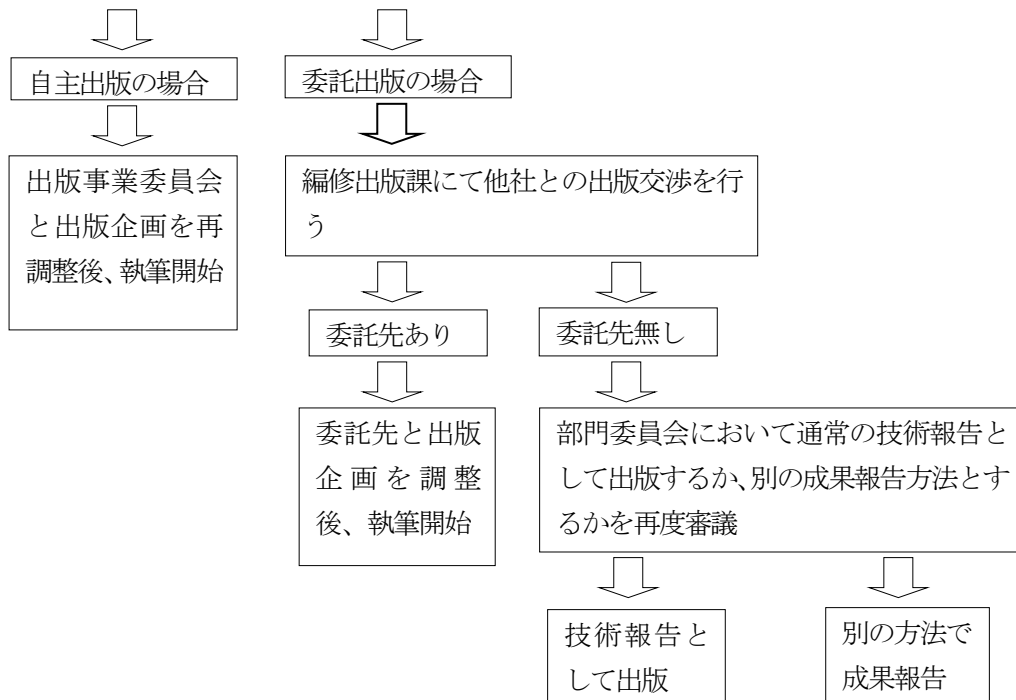 自主出版の場合
委託出版の場合
出版事業委員会
と出版企画を再
調整後、執筆開始
編修出版課にて他社との出版交渉を行
う
委託先あり
委託先無し
委託先と出版
企画を調整
後、執筆開始
部門委員会において通常の技術報告と
して出版するか、別の成果報告方法とす
るかを再度審議
技術報告と
して出版
別の方法で
成果報告